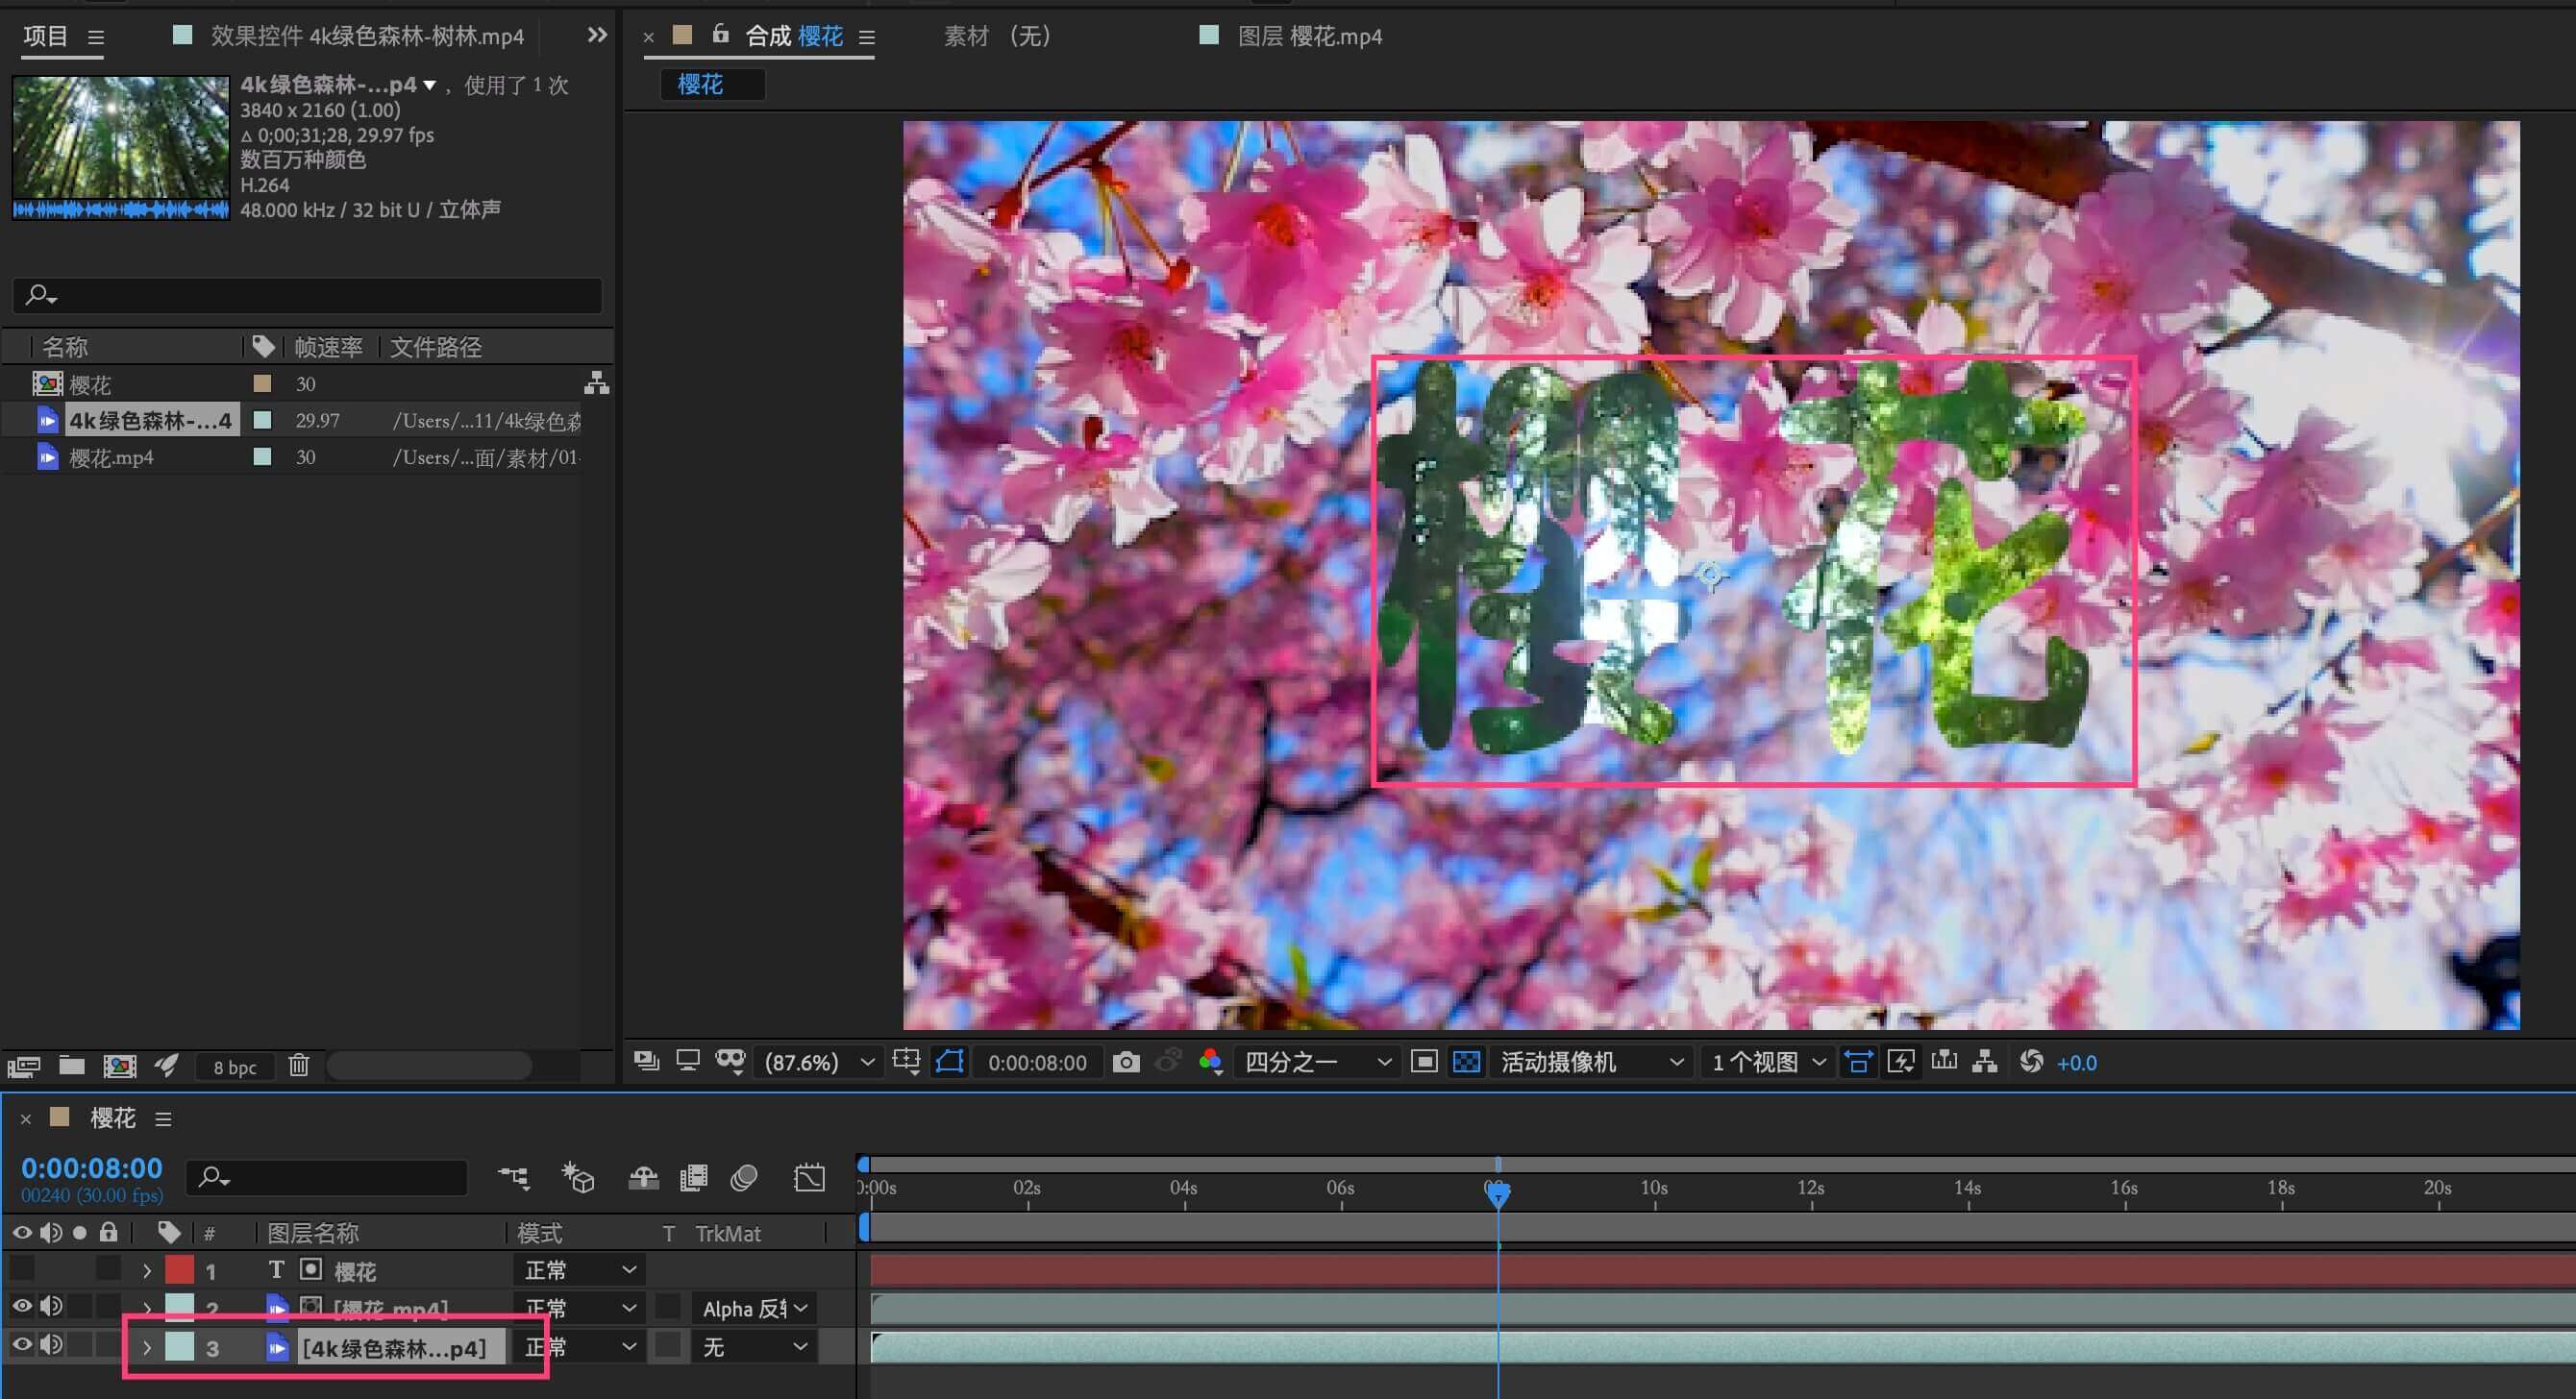 项目 效果控件 4k绿色森林-树林.mp4
4k绿色森林-...p4 ，使用了 1 次
3840 x 2160 (1.00)
Δ 0;00;31;28, 29.97 fps
数百万种颜色
H.264
48.000 kHz / 32 bit U / 立体声
名称 帧速率 文件路径
樱花 30
4k绿色森林-...4 29.97 /Users/...11/4k绿色森
樱花.mp4 30 /Users/...面/素材/01-
8 bpc
× 合成 樱花 素材 （无） 图层 樱花.mp4
樱花
樱花
(87.6%) 0:00:08:00 四分之一 活动摄像机 1 个视图 +0.0
× 樱花
0:00:08:00
00240 (30.00 fps)
0:00s 02s 04s 06s 10s 12s 14s 16s 18s 20s
# 图层名称 模式 T TrkMat
1 T 樱花 正常
2 [樱花.mp4] 正常 Alpha 反转
3 [4k绿色森林...p4] 正常 无